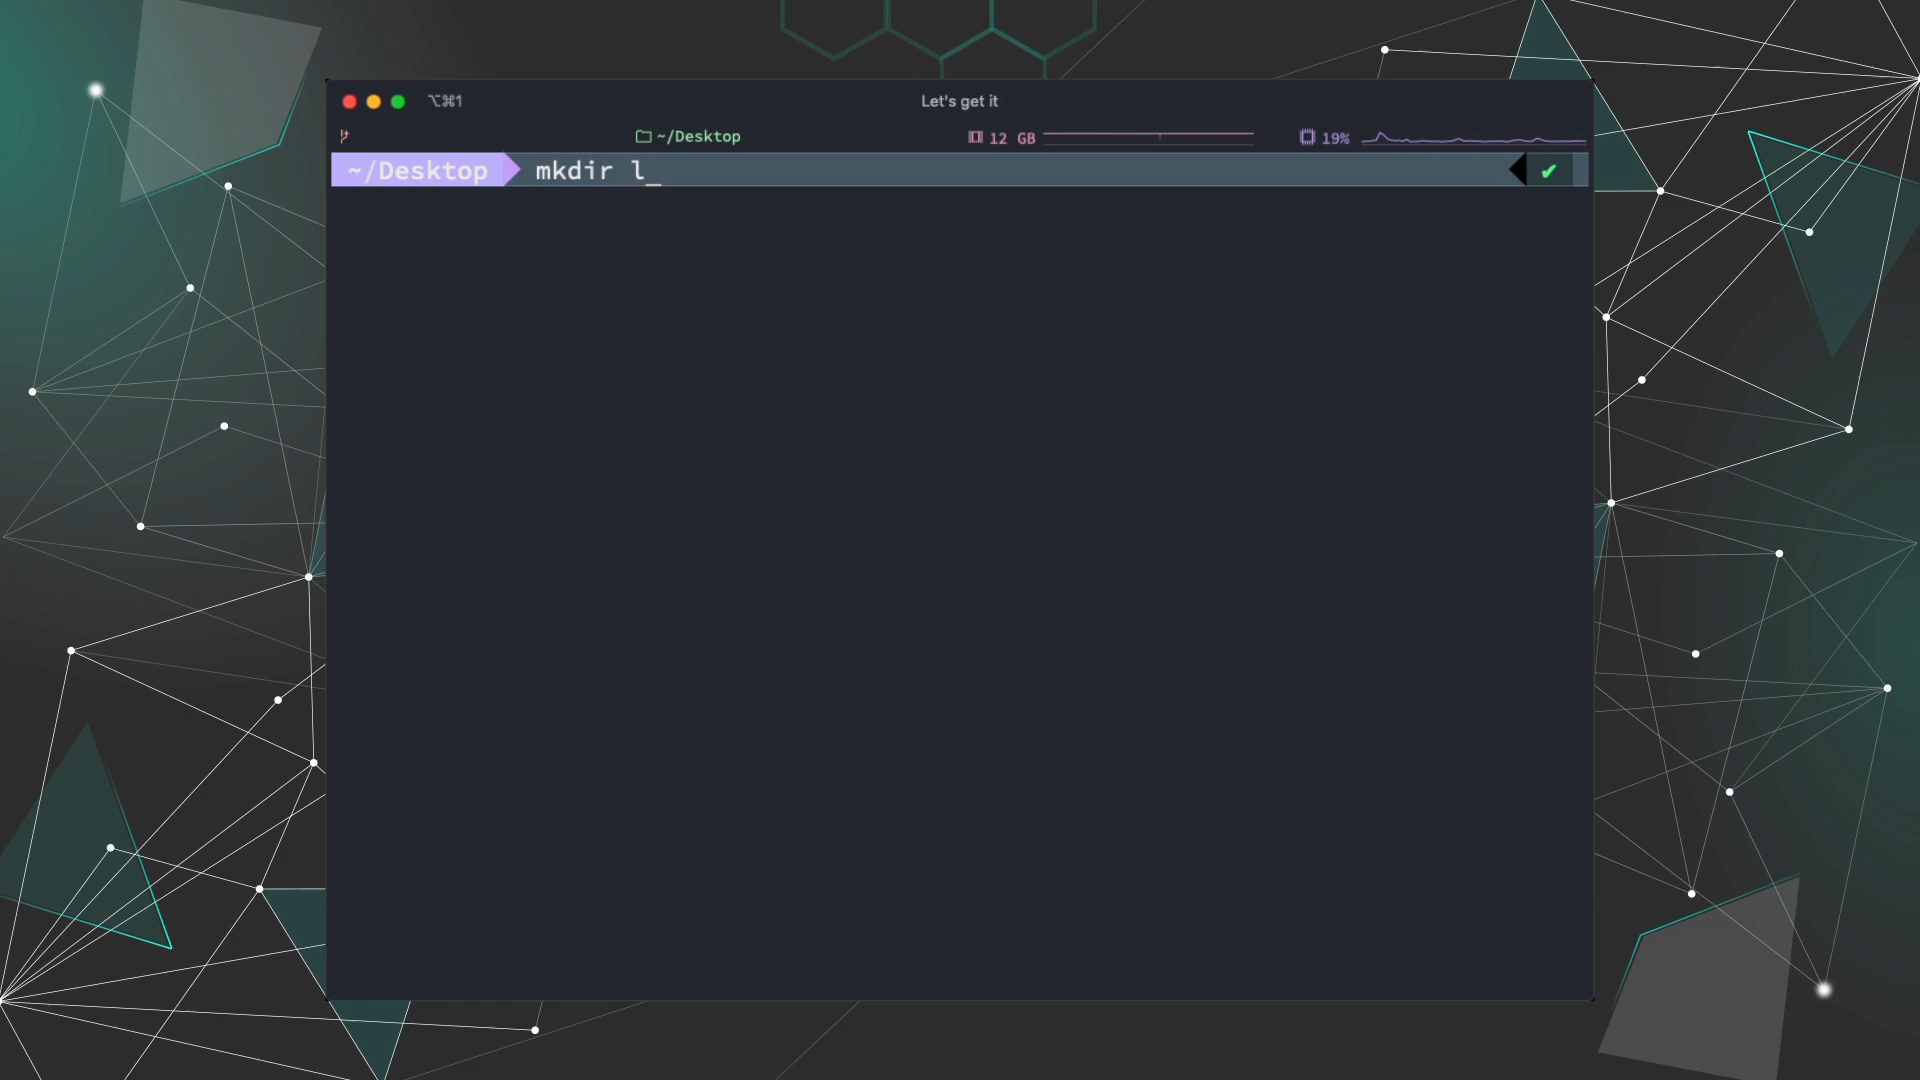 ⌥⌘1
Let's get it
~/Desktop
12 GB
19%
~/Desktop mkdir l_
✔